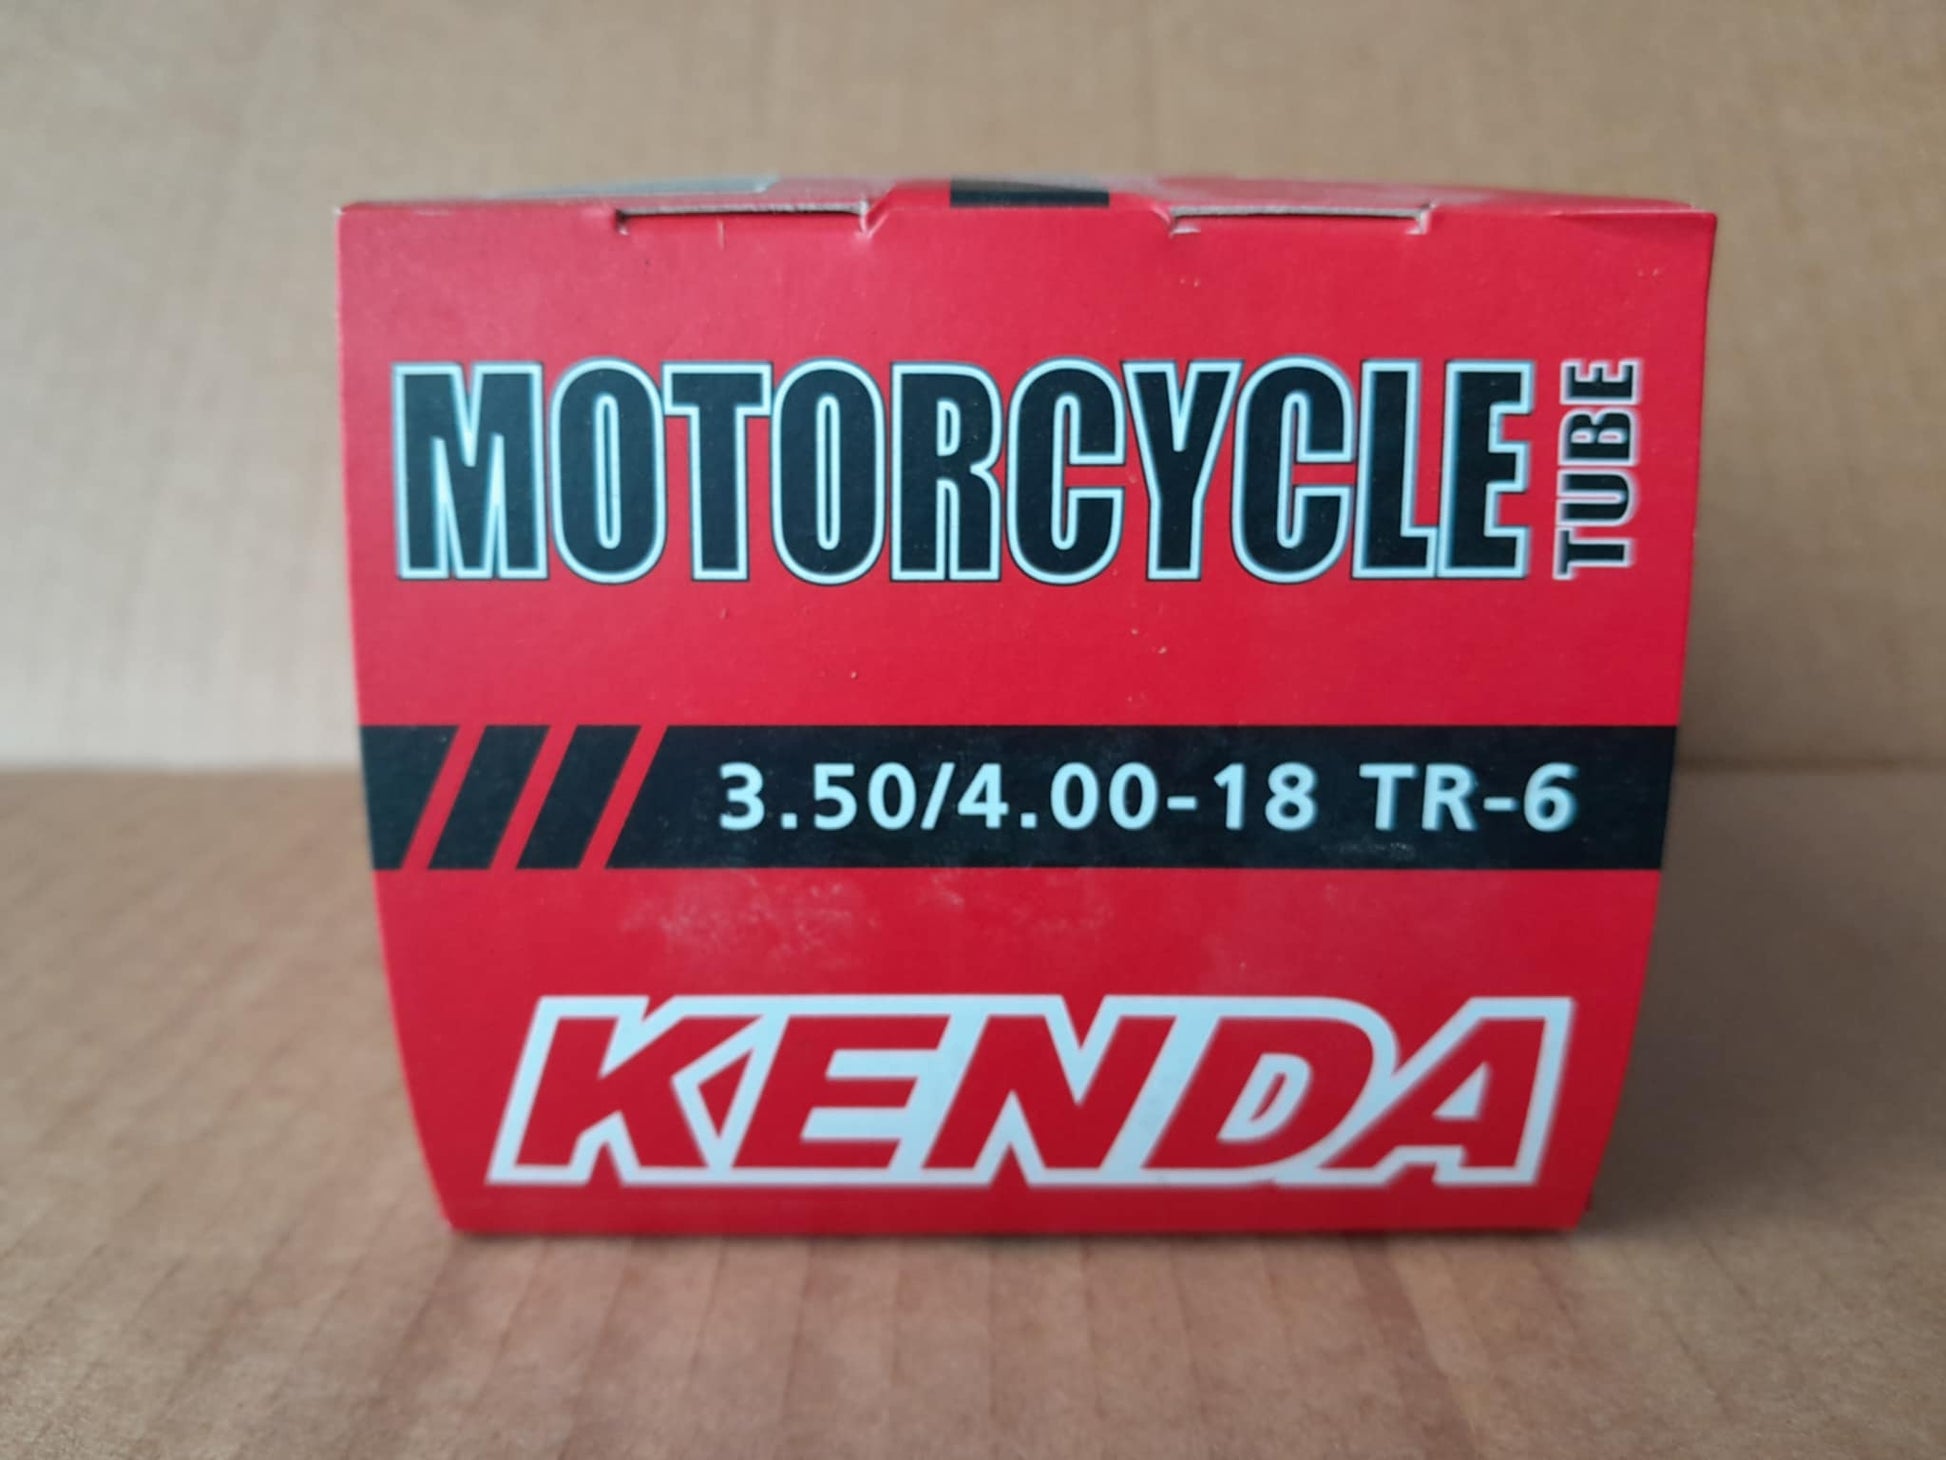 MOTORCYCLE TUBE
3.50/4.00-18 TR-6
KENDA